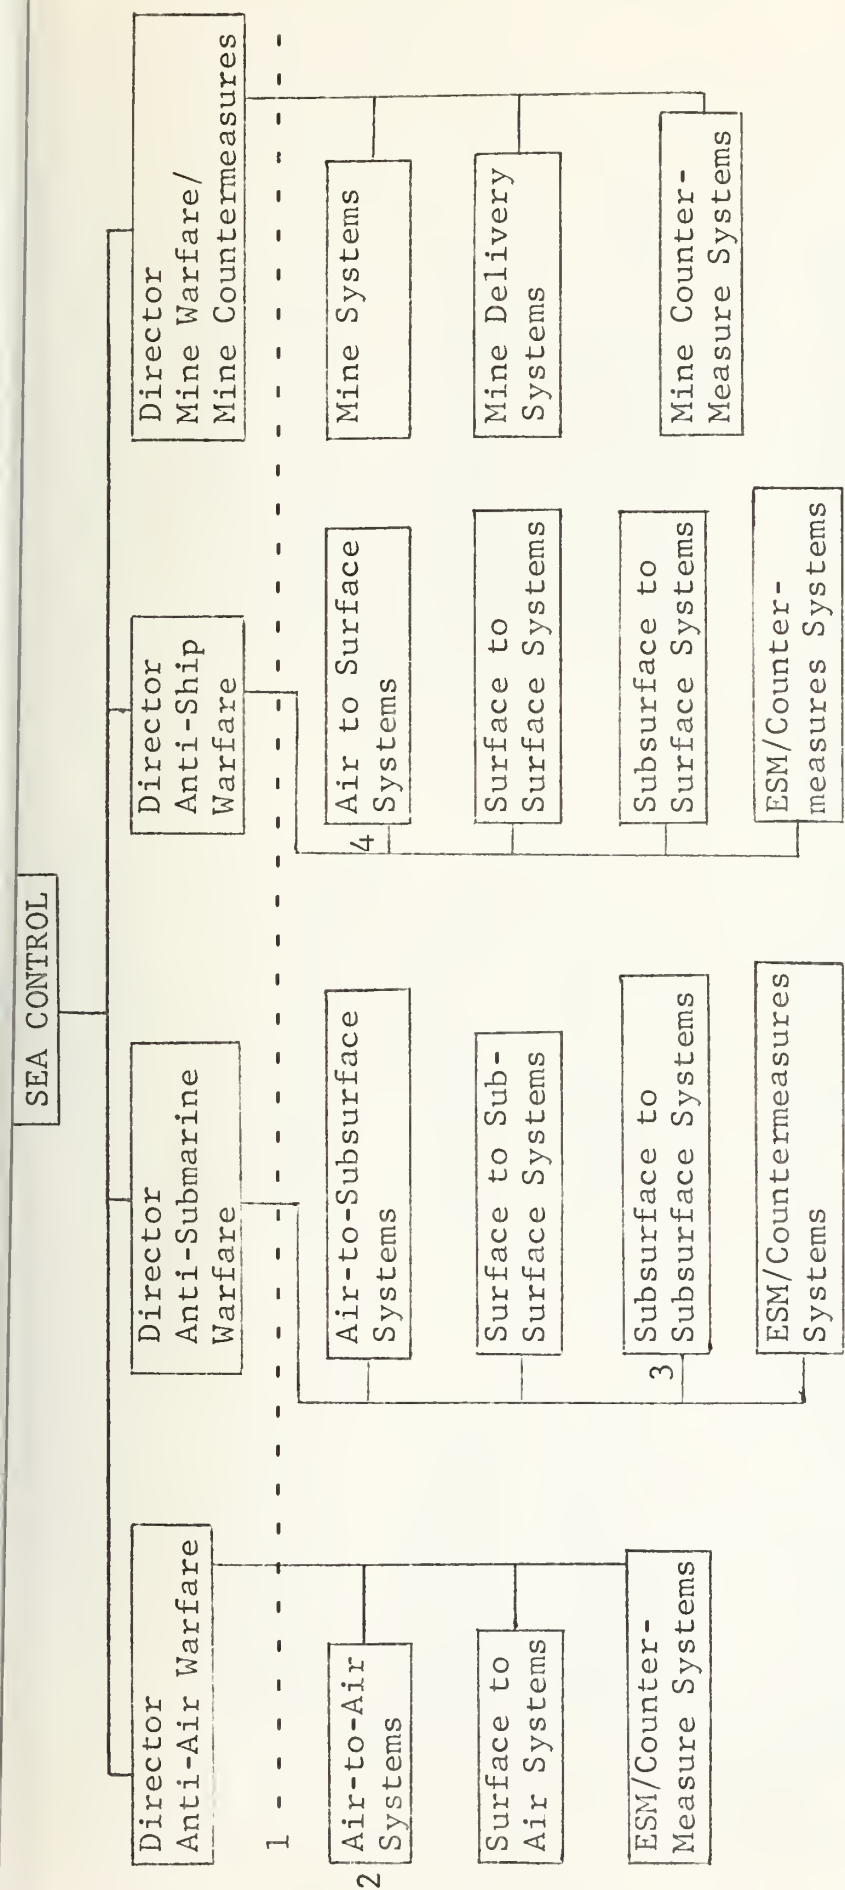 SEA CONTROL
Director
Anti-Air Warfare
Director
Anti-Submarine
Warfare
Director
Anti-Ship
Warfare
Director
Mine Warfare/
Mine Countermeasures
1
2
Air-to-Air
Systems
Surface to
Air Systems
ESM/Counter-
Measure Systems
Air-to-Subsurface
Systems
Surface to Sub-
Surface Systems
3
Subsurface to
Subsurface Systems
ESM/Countermeasures
Systems
4
Air to Surface
Systems
Surface to
Surface Systems
Subsurface to
Surface Systems
ESM/Counter-
measures Systems
Mine Systems
Mine Delivery
Systems
Mine Counter-
Measure Systems